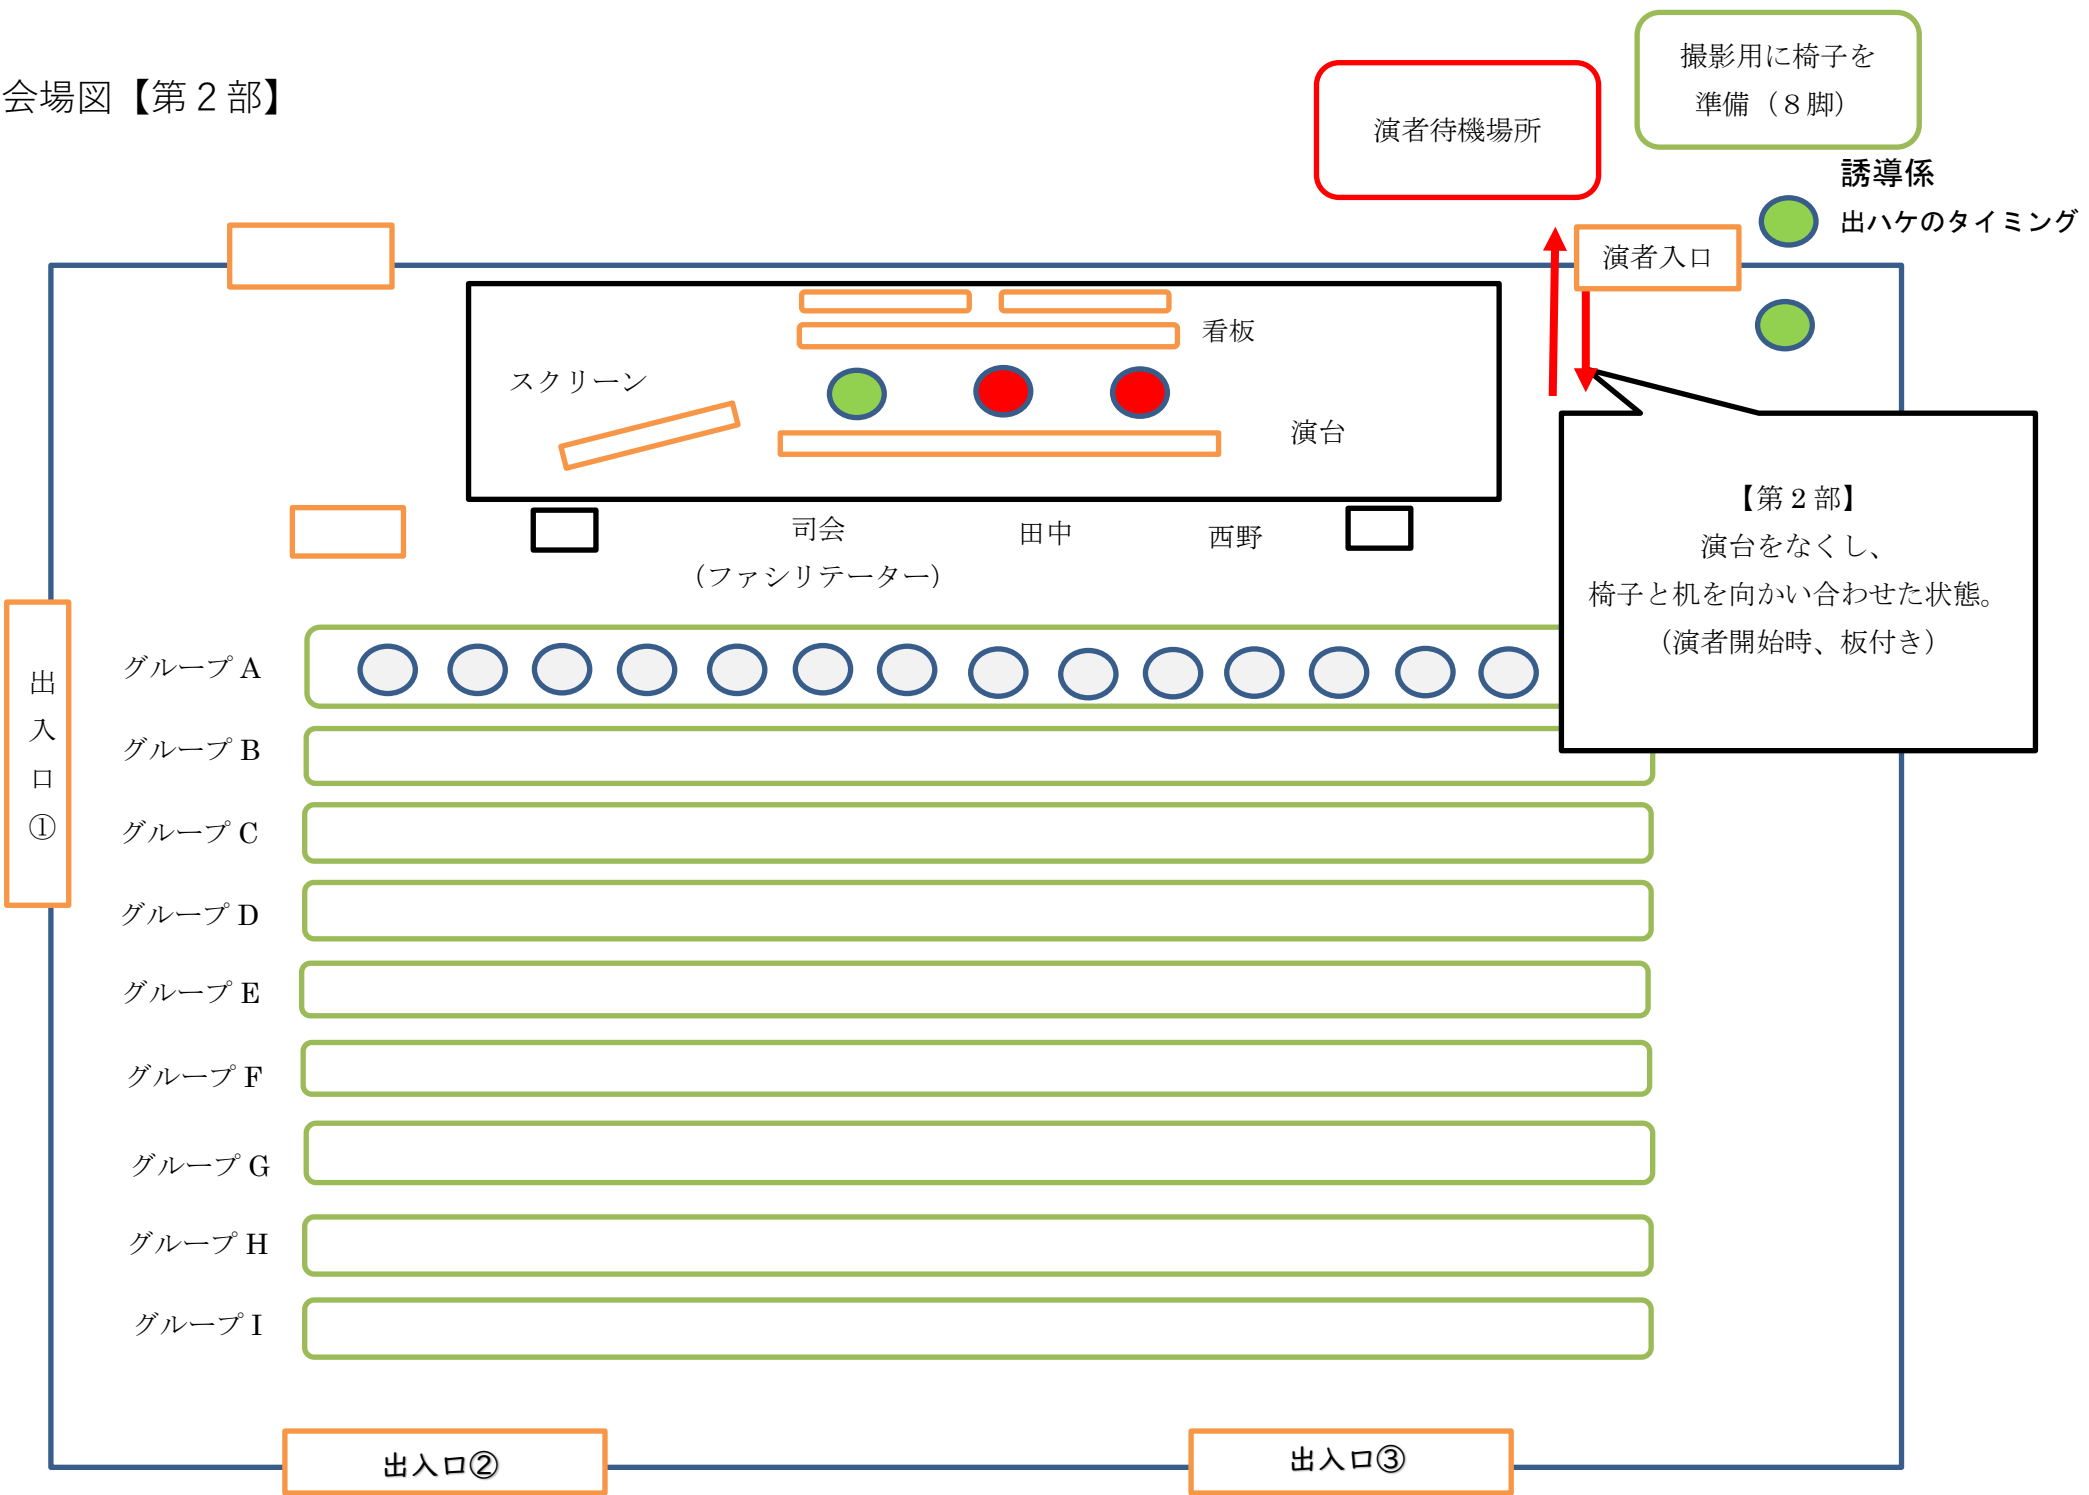 会場図【第２部】
撮影用に椅子を
準備（８脚）
演者待機場所
誘導係
出ハケのタイミング
演者入口
看板
スクリーン
演台
司会
（ファシリテーター）
田中
西野
【第２部】
演台をなくし、
椅子と机を向かい合わせた状態。
（演者開始時、板付き）
出入口①
グループ A
グループ B
グループ C
グループ D
グループ E
グループ F
グループ G
グループ H
グループ I
出入口②
出入口③